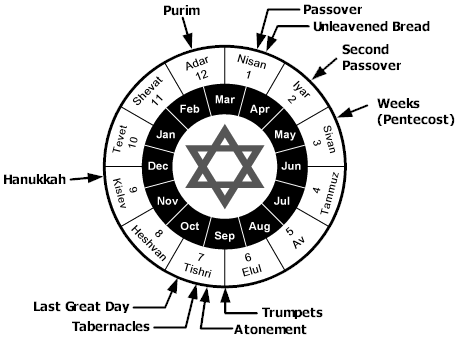 Purim
Passover
Unleavened Bread
Second
Passover
Weeks
(Pentecost)
Hanukkah
Last Great Day
Tabernacles
Trumpets
Atonement
Nisan
1
Iyar
2
Sivan
3
Tammuz
4
Av
5
Elul
6
Tishri
7
Heshvan
8
Kislev
9
Tevet
10
Shevat
11
Adar
12
Mar
Apr
May
Jun
Jul
Aug
Sep
Oct
Nov
Dec
Jan
Feb